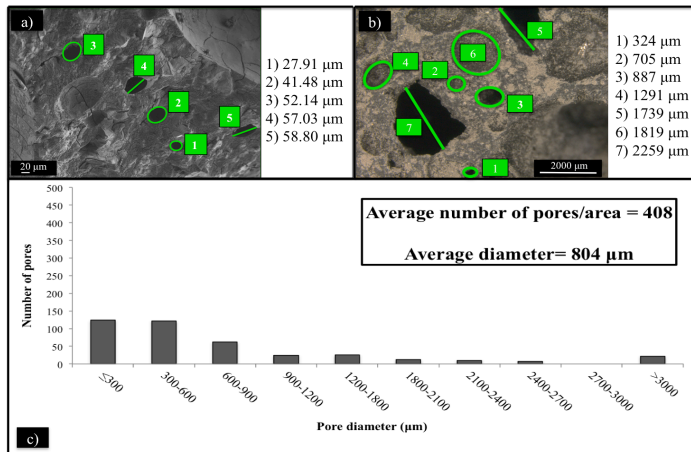 a)
3
4
2
5
1
20 µm
1) 27.91 µm
2) 41.48 µm
3) 52.14 µm
4) 57.03 µm
5) 58.80 µm
b)
5
6
4
2
3
7
1
2000 µm
1) 324 µm
2) 705 µm
3) 887 µm
4) 1291 µm
5) 1739 µm
6) 1819 µm
7) 2259 µm
Average number of pores/area = 408
Average diameter= 804 µm
Number of pores
500
450
400
350
300
250
200
150
100
50
0
≤300
300-600
600-900
900-1200
1200-1800
1800-2100
2100-2400
2400-2700
2700-3000
>3000
Pore diameter (µm)
c)